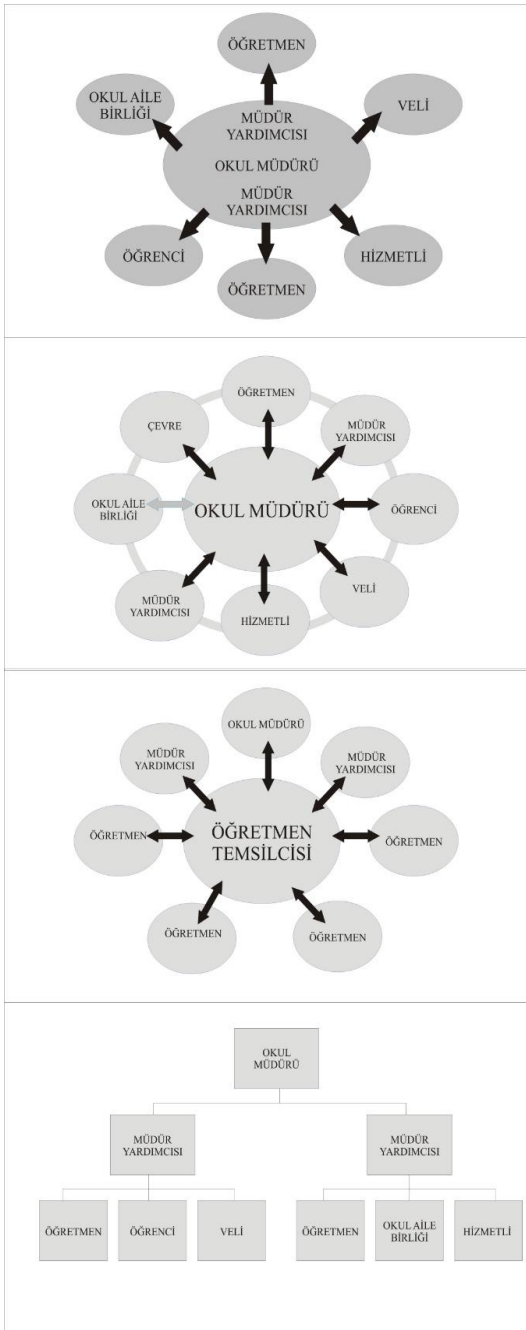 ÖĞRETMEN
OKUL AİLE
BİRLİĞİ
VELİ
MÜDÜR
YARDIMCISI
OKUL MÜDÜRÜ
MÜDÜR
YARDIMCISI
ÖĞRENCİ
HİZMETLİ
ÖĞRETMEN
ÖĞRETMEN
ÇEVRE
MÜDÜR
YARDIMCISI
OKUL AİLE
BİRLİĞİ
OKUL MÜDÜRÜ
ÖĞRENCİ
MÜDÜR
YARDIMCISI
HİZMETLİ
VELİ
OKUL MÜDÜRÜ
MÜDÜR
YARDIMCISI
MÜDÜR
YARDIMCISI
ÖĞRETMEN
ÖĞRETMEN
TEMSİLCİSİ
ÖĞRETMEN
ÖĞRETMEN
ÖĞRETMEN
OKUL
MÜDÜRÜ
MÜDÜR
YARDIMCISI
MÜDÜR
YARDIMCISI
ÖĞRETMEN
ÖĞRENCİ
VELİ
ÖĞRETMEN
OKUL AİLE
BİRLİĞİ
HİZMETLİ